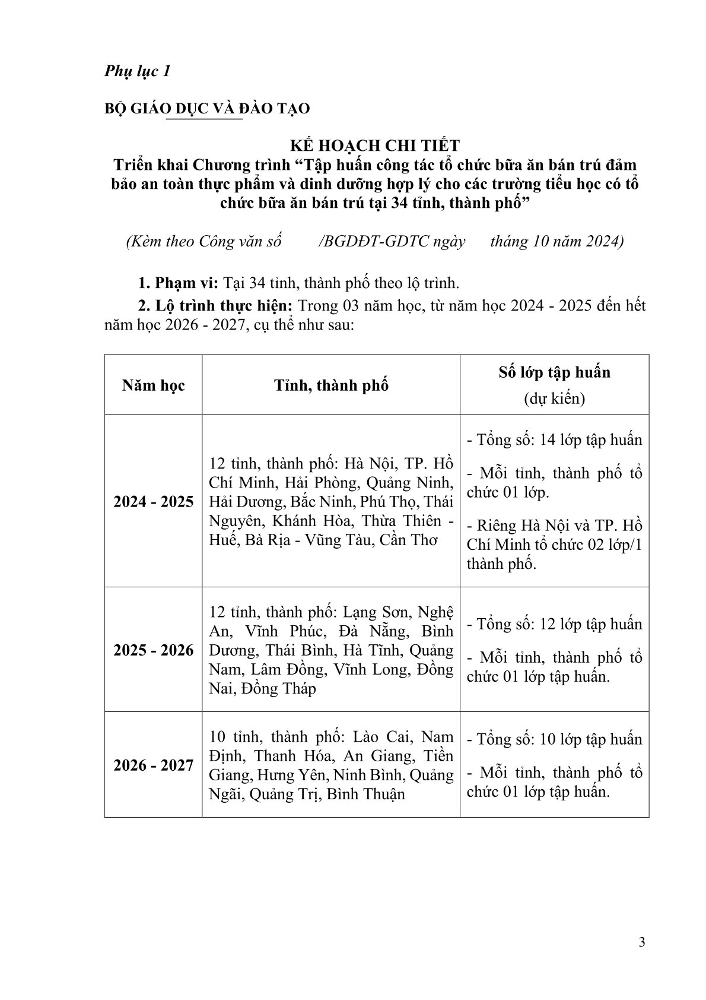 Phụ lục 1
BỘ GIÁO DỤC VÀ ĐÀO TẠO
KẾ HOẠCH CHI TIẾT
Triển khai Chương trình “Tập huấn công tác tổ chức bữa ăn bán trú đảm
bảo an toàn thực phẩm và dinh dưỡng hợp lý cho các trường tiểu học có tổ
chức bữa ăn bán trú tại 34 tỉnh, thành phố”
(Kèm theo Công văn số /BGDĐT-GDTC ngày tháng 10 năm 2024)
1. Phạm vi: Tại 34 tỉnh, thành phố theo lộ trình.
2. Lộ trình thực hiện: Trong 03 năm học, từ năm học 2024 - 2025 đến hết
năm học 2026 - 2027, cụ thể như sau:
Năm học
Tỉnh, thành phố
Số lớp tập huấn
(dự kiến)
2024 - 2025
12 tỉnh, thành phố: Hà Nội, TP. Hồ
Chí Minh, Hải Phòng, Quảng Ninh,
Hải Dương, Bắc Ninh, Phú Thọ, Thái
Nguyên, Khánh Hòa, Thừa Thiên -
Huế, Bà Rịa - Vũng Tàu, Cần Thơ
- Tổng số: 14 lớp tập huấn
- Mỗi tỉnh, thành phố tổ
chức 01 lớp.
- Riêng Hà Nội và TP. Hồ
Chí Minh tổ chức 02 lớp/1
thành phố.
2025 - 2026
12 tỉnh, thành phố: Lạng Sơn, Nghệ
An, Vĩnh Phúc, Đà Nẵng, Bình
Dương, Thái Bình, Hà Tĩnh, Quảng
Nam, Lâm Đồng, Vĩnh Long, Đồng
Nai, Đồng Tháp
- Tổng số: 12 lớp tập huấn
- Mỗi tỉnh, thành phố tổ
chức 01 lớp tập huấn.
2026 - 2027
10 tỉnh, thành phố: Lào Cai, Nam
Định, Thanh Hóa, An Giang, Tiền
Giang, Hưng Yên, Ninh Bình, Quảng
Ngãi, Quảng Trị, Bình Thuận
- Tổng số: 10 lớp tập huấn
- Mỗi tỉnh, thành phố tổ
chức 01 lớp tập huấn.
3